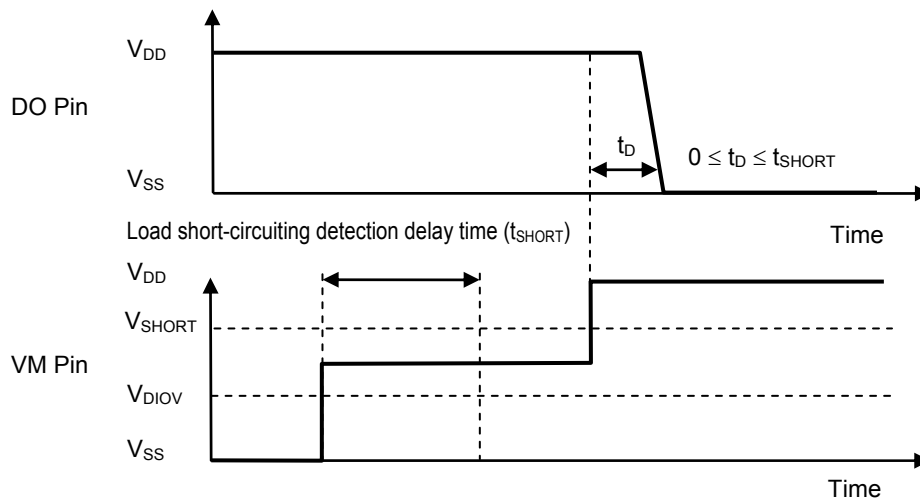 V_DD
DO Pin
t_D
0 ≤ t_D ≤ t_SHORT
V_SS
Load short-circuiting detection delay time (t_SHORT)
Time
V_DD
V_SHORT
VM Pin
V_DIOV
V_SS
Time